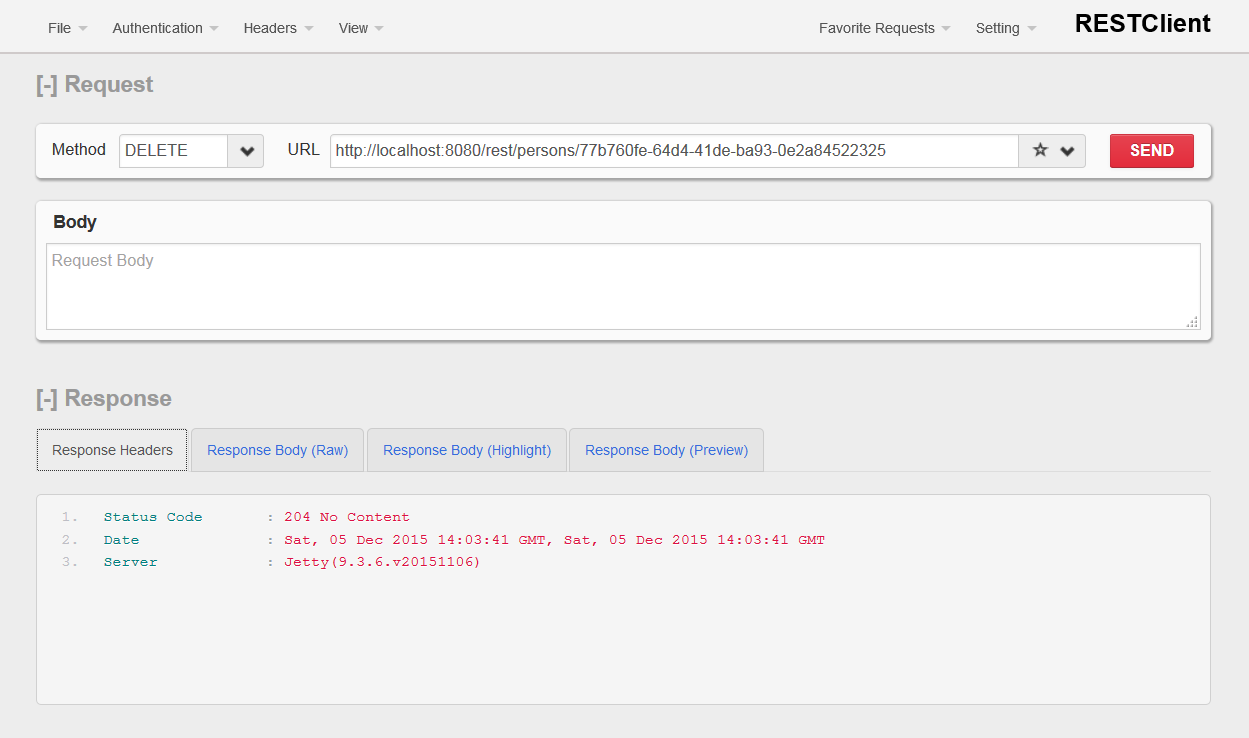 File Authentication Headers View Favorite Requests Setting RESTClient
[-] Request
Method DELETE URL http://localhost:8080/rest/persons/77b760fe-64d4-41de-ba93-0e2a84522325 SEND
Body
Request Body
[-] Response
Response Headers Response Body (Raw) Response Body (Highlight) Response Body (Preview)
1. Status Code : 204 No Content
2. Date : Sat, 05 Dec 2015 14:03:41 GMT, Sat, 05 Dec 2015 14:03:41 GMT
3. Server : Jetty(9.3.6.v20151106)